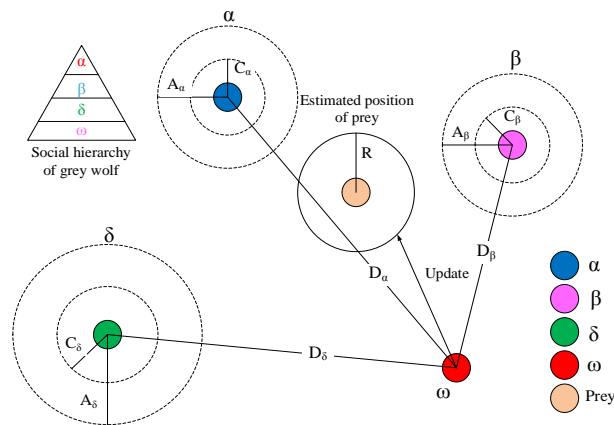 α
β
δ
ω
Social hierarchy
of grey wolf
α
Aα
Cα
Estimated position
of prey
R
β
Aβ
Cβ
δ
Cδ
Aδ
Dα
Update
Dβ
Dδ
ω
α
β
δ
ω
Prey